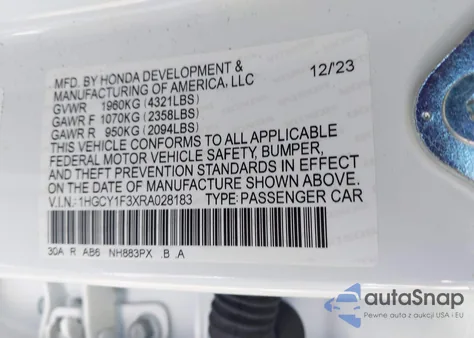 MFD. BY HONDA DEVELOPMENT &
MANUFACTURING OF AMERICA, LLC 12/23
GVWR 1960KG (4321LBS)
GAWR F 1070KG (2358LBS)
GAWR R 950KG (2094LBS)
THIS VEHICLE CONFORMS TO ALL APPLICABLE
FEDERAL MOTOR VEHICLE SAFETY, BUMPER,
AND THEFT PREVENTION STANDARDS IN EFFECT
ON THE DATE OF MANUFACTURE SHOWN ABOVE.
V.I.N.: 1HGCY1F3XRA028183 TYPE: PASSENGER CAR
30A R AB6 NH883PX .B .A
autoSnap
Pewne auta z aukcji USA i EU